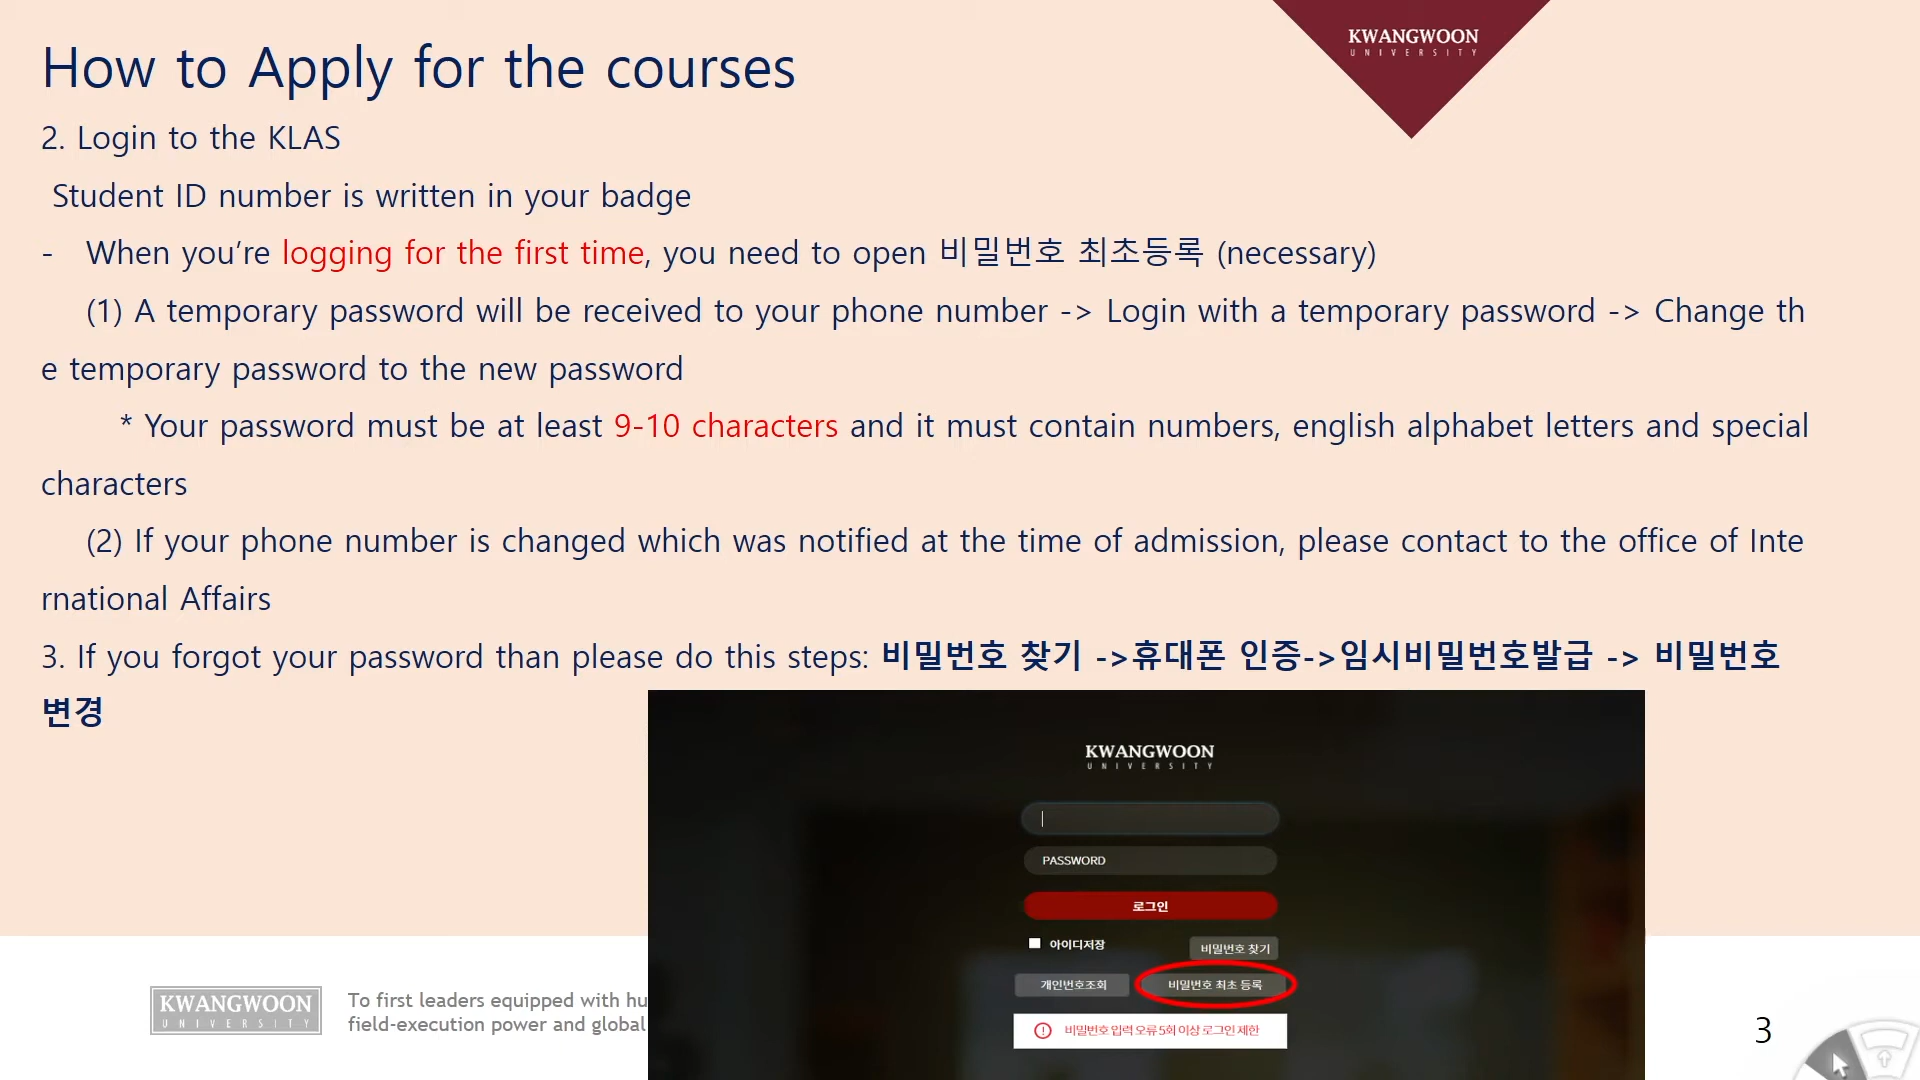 KWANGWOON
UNIVERSITY
How to Apply for the courses
2. Login to the KLAS
Student ID number is written in your badge
- When you’re logging for the first time, you need to open 비밀번호 최초등록 (necessary)
(1) A temporary password will be received to your phone number -> Login with a temporary password -> Change th
e temporary password to the new password
* Your password must be at least 9-10 characters and it must contain numbers, english alphabet letters and special
characters
(2) If your phone number is changed which was notified at the time of admission, please contact to the office of Inte
rnational Affairs
3. If you forgot your password than please do this steps: 비밀번호 찾기 ->휴대폰 인증->임시비밀번호발급 -> 비밀번호
변경
KWANGWOON
UNIVERSITY
PASSWORD
로그인
아이디저장
비밀번호 찾기
개인번호조회
비밀번호 최초 등록
비밀번호 입력 오류 5회 이상 로그인 제한
KWANGWOON
UNIVERSITY
To first leaders equipped with hu
field-execution power and global
3